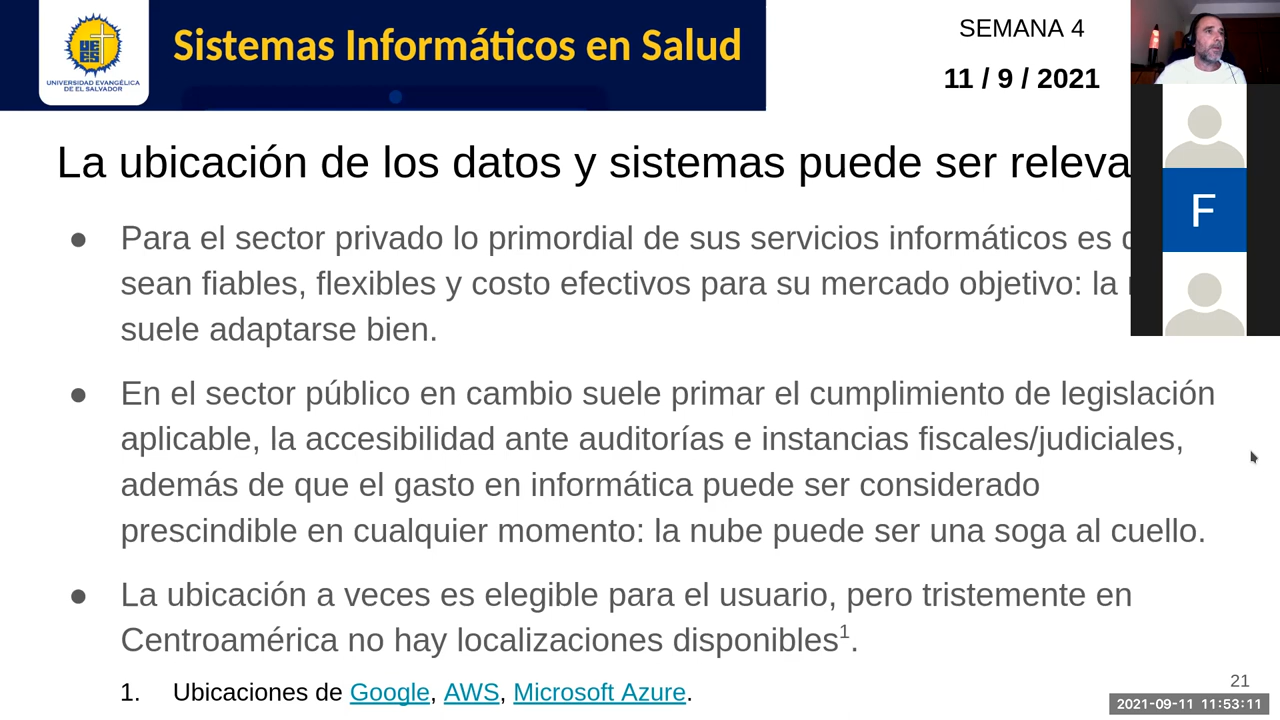 Sistemas Informáticos en Salud
UEES
UNIVERSIDAD EVANGÉLICA
DE EL SALVADOR
SEMANA 4
11 / 9 / 2021
La ubicación de los datos y sistemas puede ser releva
● Para el sector privado lo primordial de sus servicios informáticos es
sean fiables, flexibles y costo efectivos para su mercado objetivo: la
suele adaptarse bien.
● En el sector público en cambio suele primar el cumplimiento de legislación
aplicable, la accesibilidad ante auditorías e instancias fiscales/judiciales,
además de que el gasto en informática puede ser considerado
prescindible en cualquier momento: la nube puede ser una soga al cuello.
● La ubicación a veces es elegible para el usuario, pero tristemente en
Centroamérica no hay localizaciones disponibles¹.
1. Ubicaciones de Google, AWS, Microsoft Azure.
F
21
2021-09-11 11:53:11